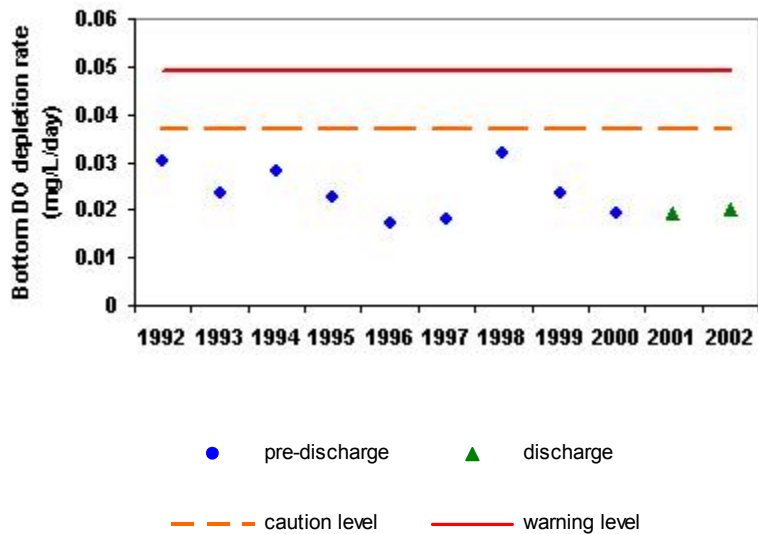 Bottom DO depletion rate
(mg/L/day)
0.06
0.05
0.04
0.03
0.02
0.01
0
1992 1993 1994 1995 1996 1997 1998 1999 2000 2001 2002
pre-discharge discharge
caution level warning level